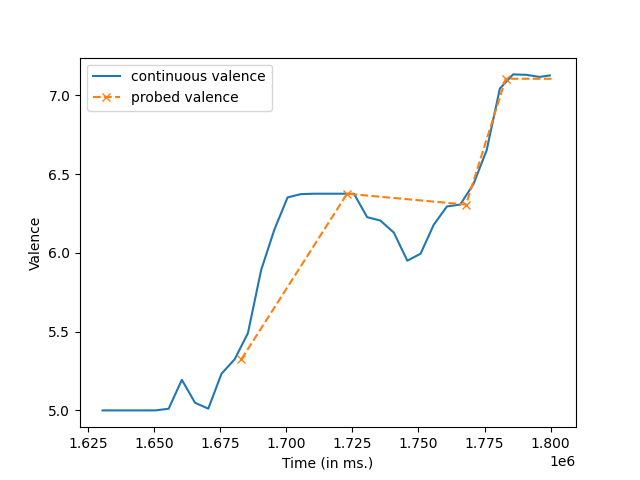 continuous valence
probed valence
7.0
6.5
6.0
5.5
5.0
Valence
1.625 1.650 1.675 1.700 1.725 1.750 1.775 1.800
1e6
Time (in ms.)